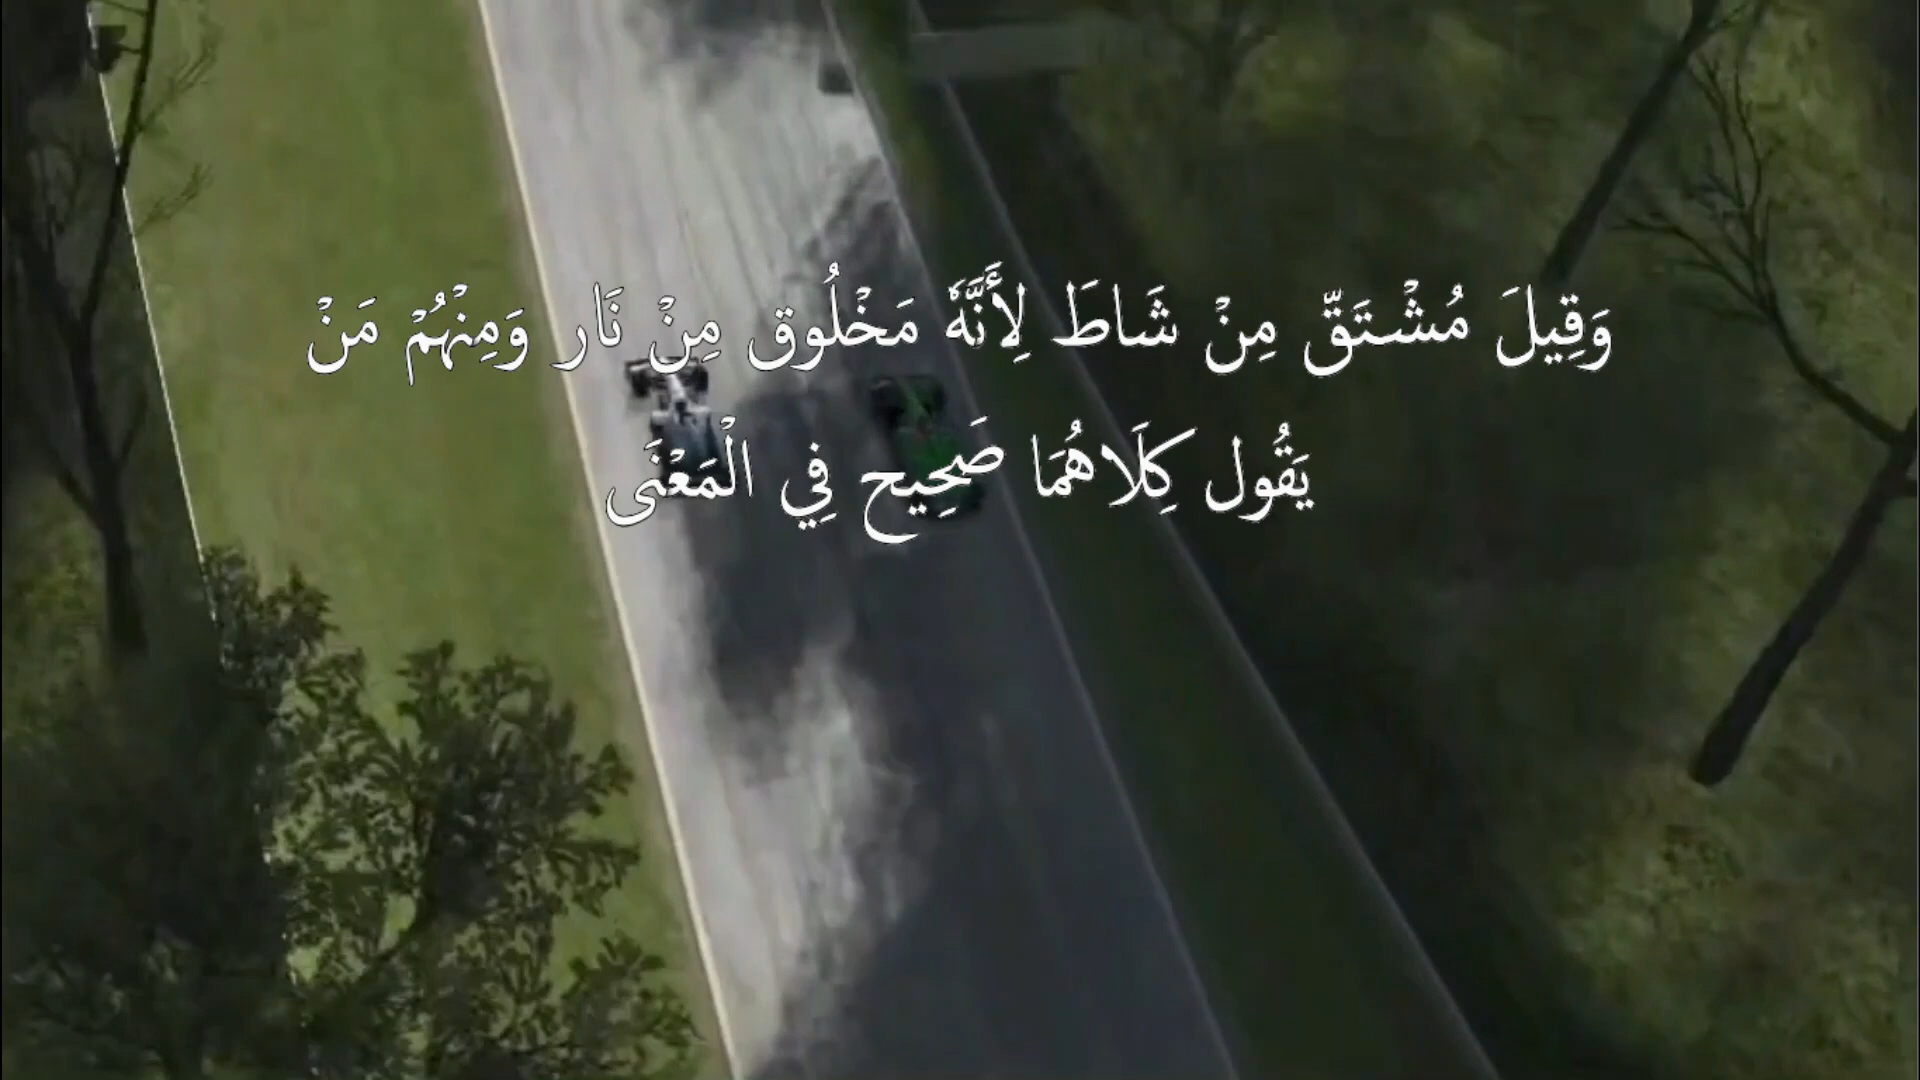 وَقِيلَ مُشْتَقّ مِنْ شَاطَ لِأَنَّهُ مَخْلُوق مِنْ نَار وَمِنْهُمْ مَنْ
يَقُول كِلَاهُمَا صَحِيح فِي الْمَعْنَى